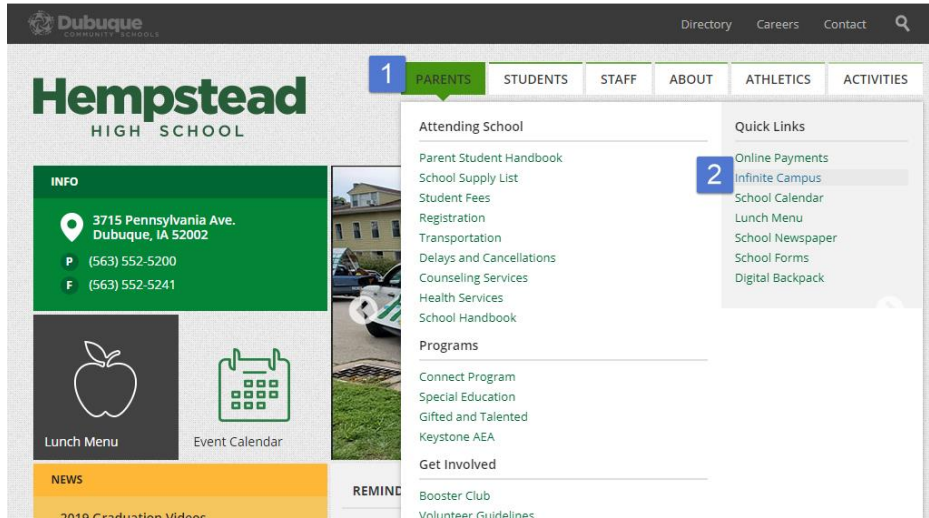 Dubuque
COMMUNITY SCHOOLS
Directory Careers Contact
Hempstead
HIGH SCHOOL
1
PARENTS STUDENTS STAFF ABOUT ATHLETICS ACTIVITIES
INFO
3715 Pennsylvania Ave.
Dubuque, IA 52002
P (563) 552-5200
F (563) 552-5241
Lunch Menu
Event Calendar
NEWS
2019 Graduation Videos
REMIND
Attending School
Parent Student Handbook
School Supply List
Student Fees
Registration
Transportation
Delays and Cancellations
Counseling Services
Health Services
School Handbook
Programs
Connect Program
Special Education
Gifted and Talented
Keystone AEA
Get Involved
Booster Club
Volunteer Guidelines
Quick Links
Online Payments
2 Infinite Campus
School Calendar
Lunch Menu
School Newspaper
School Forms
Digital Backpack